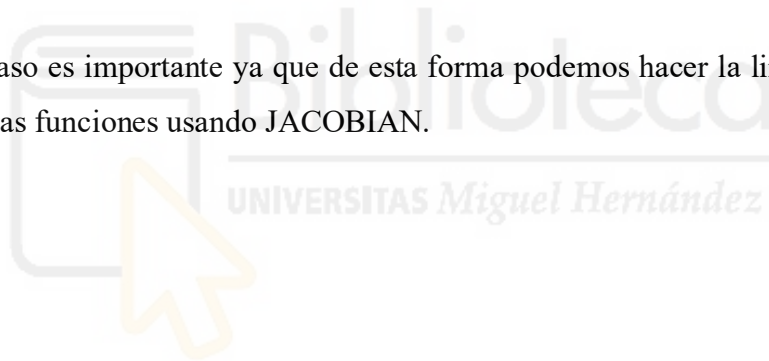 Biblioteca
aso es importante ya que de esta forma podemos hacer la li
as funciones usando JACOBIAN.
UNIVERSITAS Miguel Hernández